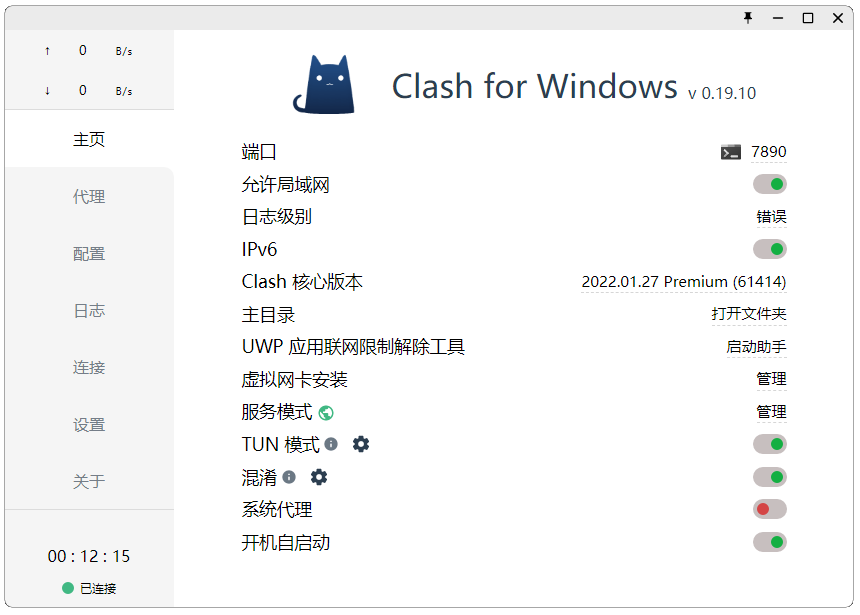 ↑ 0 B/s
↓ 0 B/s
主页
代理
配置
日志
连接
设置
关于
00 : 12 : 15
已连接
Clash for Windows v 0.19.10
端口 7890
允许局域网
日志级别 错误
IPv6
Clash 核心版本 2022.01.27 Premium (61414)
主目录 打开文件夹
UWP 应用联网限制解除工具 启动助手
虚拟网卡安装 管理
服务模式 管理
TUN 模式
混淆
系统代理
开机自启动